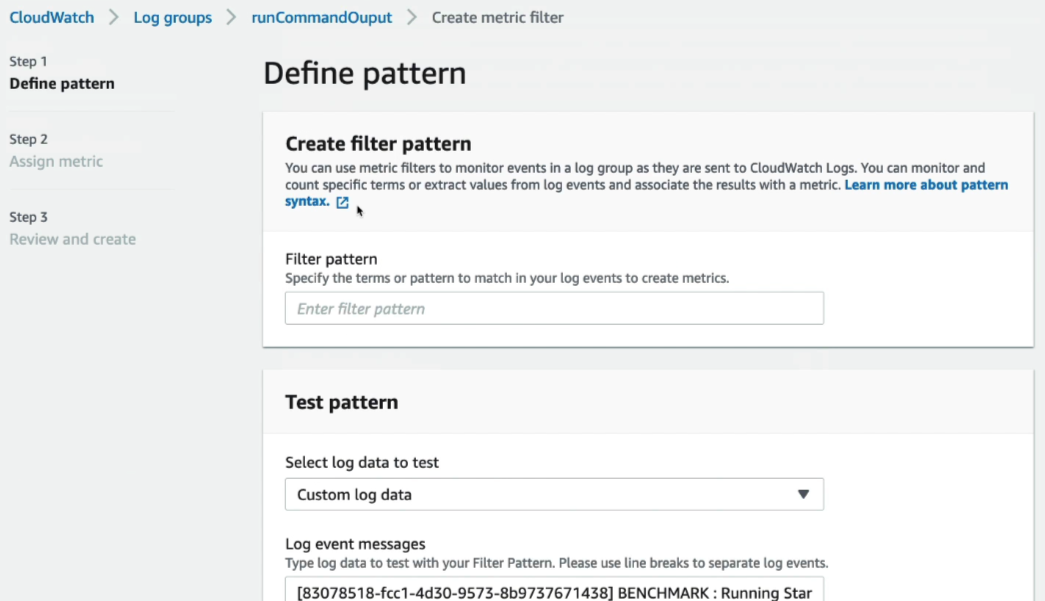 CloudWatch > Log groups > runCommandOuput > Create metric filter
Step 1
Define pattern
Step 2
Assign metric
Step 3
Review and create
Define pattern
Create filter pattern
You can use metric filters to monitor events in a log group as they are sent to CloudWatch Logs. You can monitor and
count specific terms or extract values from log events and associate the results with a metric. Learn more about pattern
syntax.
Filter pattern
Specify the terms or pattern to match in your log events to create metrics.
Enter filter pattern
Test pattern
Select log data to test
Custom log data
Log event messages
Type log data to test with your Filter Pattern. Please use line breaks to separate log events.
[83078518-fcc1-4d30-9573-8b9737671438] BENCHMARK : Running Star